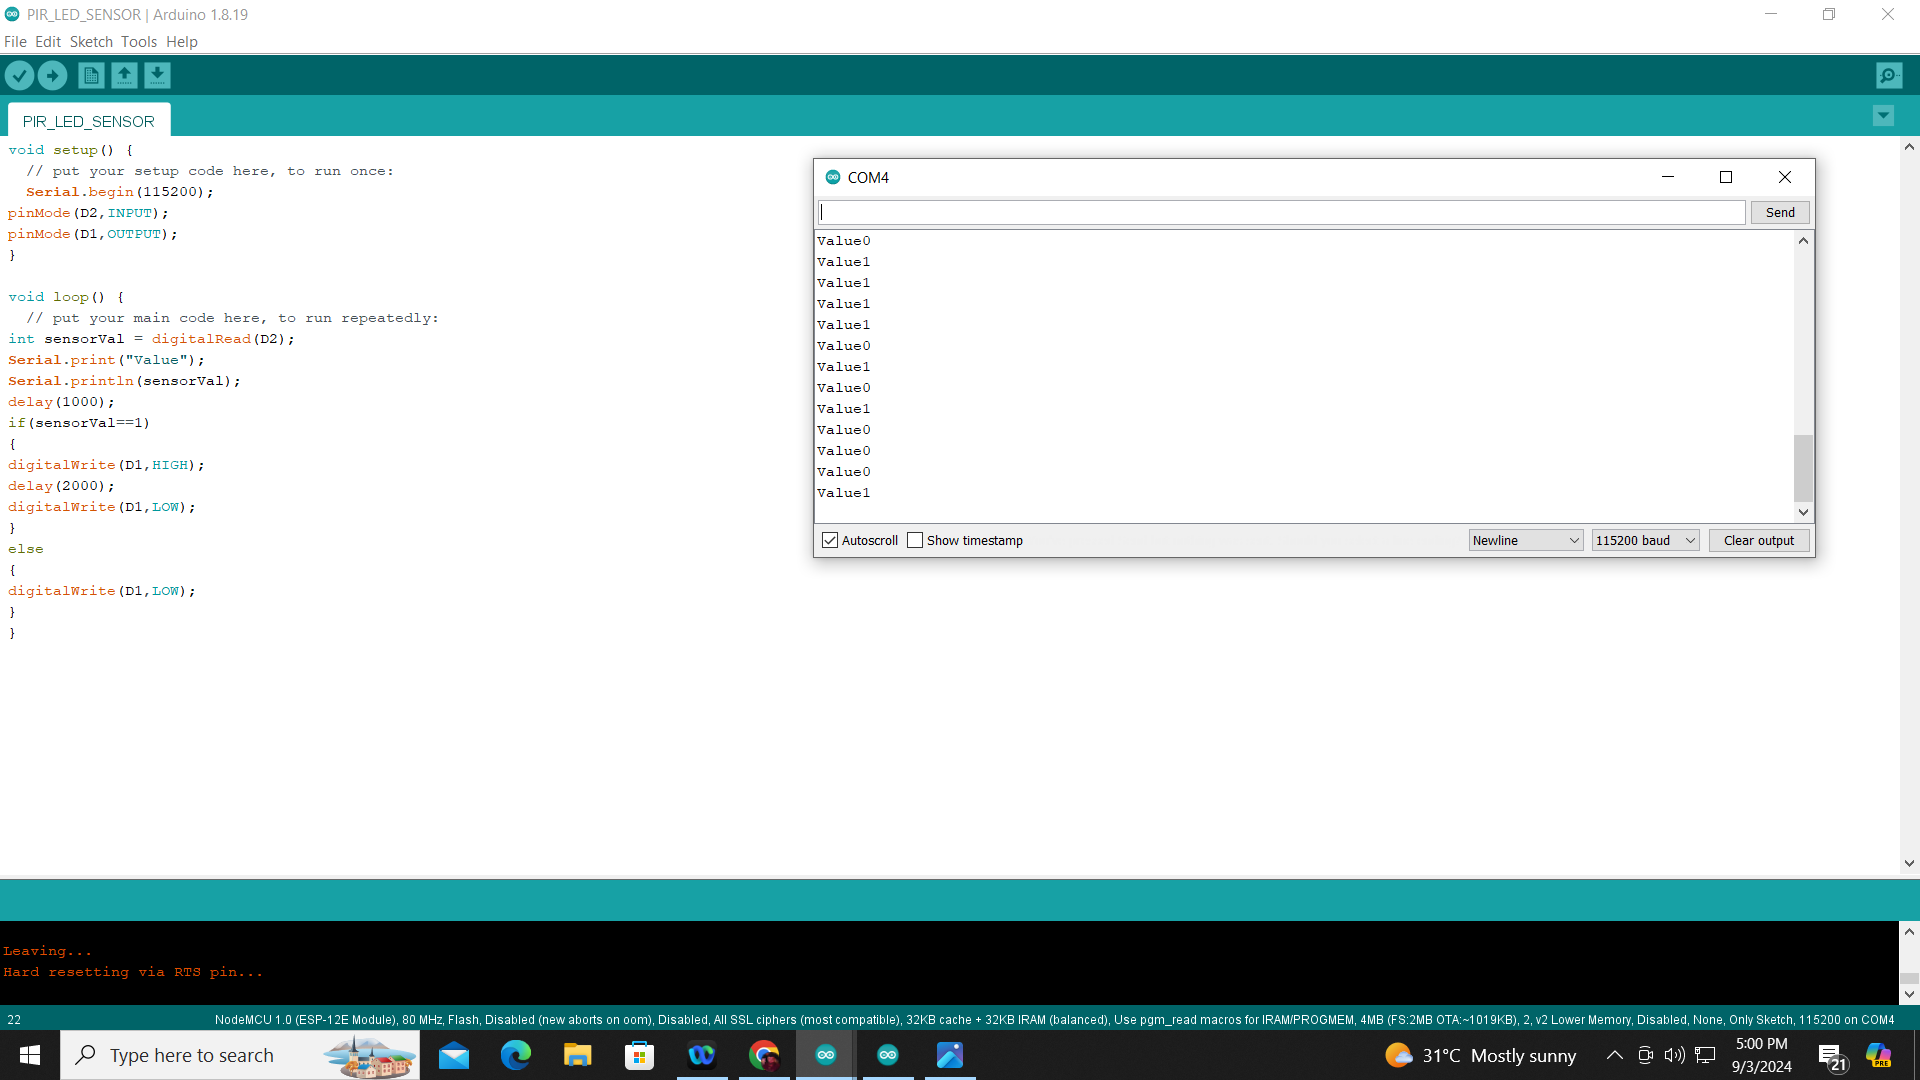 PIR_LED_SENSOR | Arduino 1.8.19
File Edit Sketch Tools Help
PIR_LED_SENSOR
void setup() {
  // put your setup code here, to run once:
  Serial.begin(115200);
pinMode(D2,INPUT);
pinMode(D1,OUTPUT);
}
void loop() {
  // put your main code here, to run repeatedly:
int sensorVal = digitalRead(D2);
Serial.print("Value");
Serial.println(sensorVal);
delay(1000);
if(sensorVal==1)
{
digitalWrite(D1,HIGH);
delay(2000);
digitalWrite(D1,LOW);
}
else
{
digitalWrite(D1,LOW);
}
}
COM4
Send
Value0
Value1
Value1
Value1
Value1
Value0
Value1
Value0
Value1
Value0
Value0
Value0
Value1
Autoscroll Show timestamp Newline 115200 baud Clear output
Leaving...
Hard resetting via RTS pin...
22 NodeMCU 1.0 (ESP-12E Module), 80 MHz, Flash, Disabled (new aborts on oom), Disabled, All SSL ciphers (most compatible), 32KB cache + 32KB IRAM (balanced), Use pgm_read macros for IRAM/PROGMEM, 4MB (FS:2MB OTA:~1019KB), 2, v2 Lower Memory, Disabled, None, Only Sketch, 115200 on COM4
Type here to search
31°C Mostly sunny
5:00 PM
9/3/2024
21
PRE